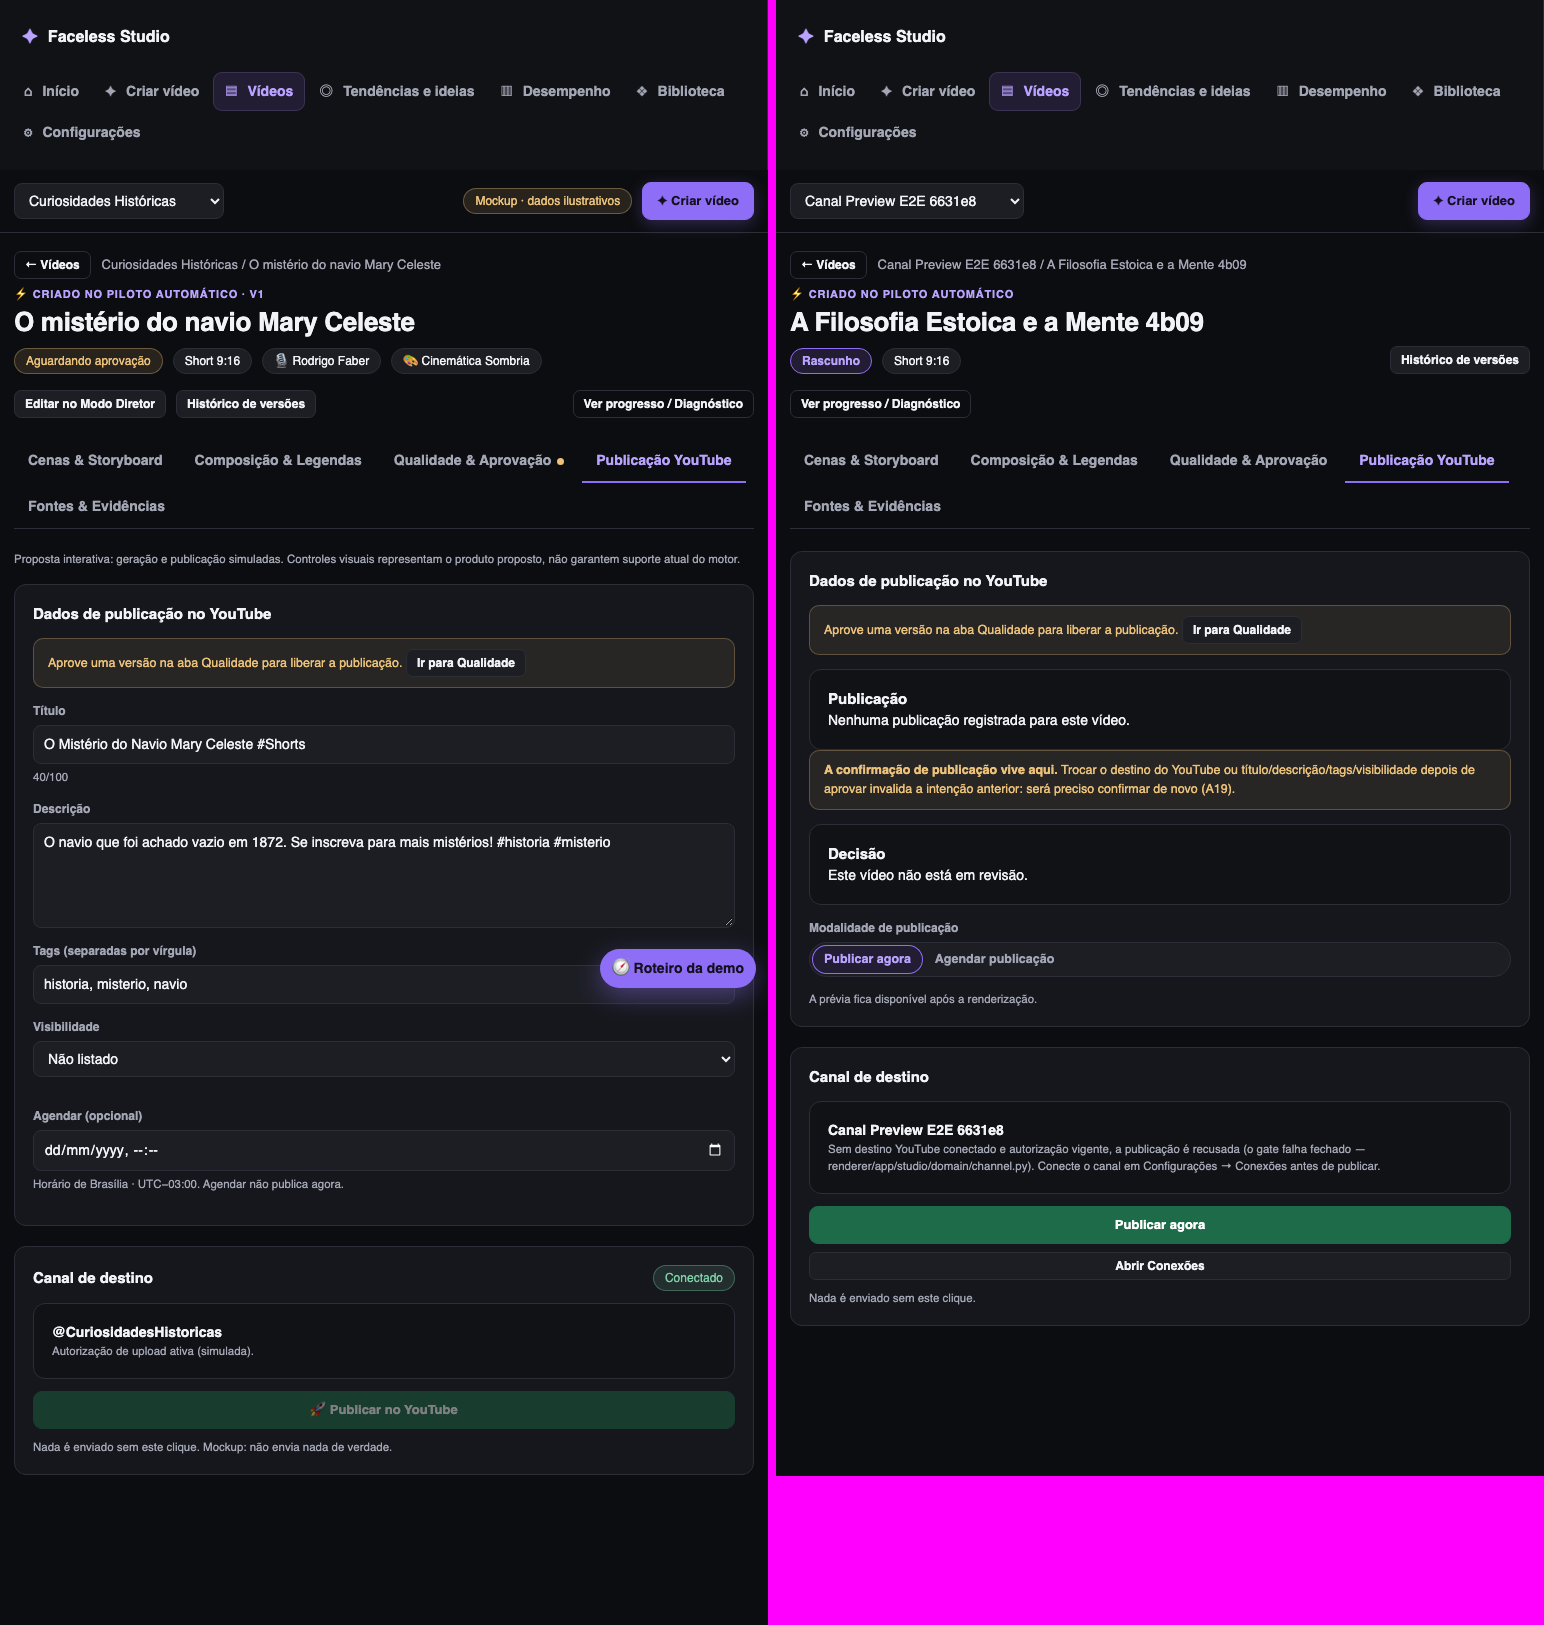 Faceless Studio
Início
Criar vídeo
Vídeos
Tendências e ideias
Desempenho
Biblioteca
Configurações
Curiosidades Históricas
Mockup · dados ilustrativos
✦ Criar vídeo
← Vídeos
Curiosidades Históricas / O mistério do navio Mary Celeste
⚡ CRIADO NO PILOTO AUTOMÁTICO · V1
O mistério do navio Mary Celeste
Aguardando aprovação
Short 9:16
🎙️ Rodrigo Faber
🎨 Cinemática Sombria
Editar no Modo Diretor
Histórico de versões
Ver progresso / Diagnóstico
Cenas & Storyboard
Composição & Legendas
Qualidade & Aprovação
Publicação YouTube
Fontes & Evidências
Proposta interativa: geração e publicação simuladas. Controles visuais representam o produto proposto, não garantem suporte atual do motor.
Dados de publicação no YouTube
Aprove uma versão na aba Qualidade para liberar a publicação. Ir para Qualidade
Título
O Mistério do Navio Mary Celeste #Shorts
40/100
Descrição
O navio que foi achado vazio em 1872. Se inscreva para mais mistérios! #historia #misterio
Tags (separadas por vírgula)
historia, misterio, navio
🧭 Roteiro da demo
Visibilidade
Não listado
Agendar (opcional)
dd/mm/yyyy, --:--
Horário de Brasília · UTC−03:00. Agendar não publica agora.
Canal de destino
Conectado
@CuriosidadesHistoricas
Autorização de upload ativa (simulada).
🚀 Publicar no YouTube
Nada é enviado sem este clique. Mockup: não envia nada de verdade.
Faceless Studio
Início
Criar vídeo
Vídeos
Tendências e ideias
Desempenho
Biblioteca
Configurações
Canal Preview E2E 6631e8
✦ Criar vídeo
← Vídeos
Canal Preview E2E 6631e8 / A Filosofia Estoica e a Mente 4b09
⚡ CRIADO NO PILOTO AUTOMÁTICO
A Filosofia Estoica e a Mente 4b09
Rascunho
Short 9:16
Histórico de versões
Ver progresso / Diagnóstico
Cenas & Storyboard
Composição & Legendas
Qualidade & Aprovação
Publicação YouTube
Fontes & Evidências
Dados de publicação no YouTube
Aprove uma versão na aba Qualidade para liberar a publicação. Ir para Qualidade
Publicação
Nenhuma publicação registrada para este vídeo.
A confirmação de publicação vive aqui. Trocar o destino do YouTube ou título/descrição/tags/visibilidade depois de
aprovar invalida a intenção anterior: será preciso confirmar de novo (A19).
Decisão
Este vídeo não está em revisão.
Modalidade de publicação
Publicar agora
Agendar publicação
A prévia fica disponível após a renderização.
Canal de destino
Canal Preview E2E 6631e8
Sem destino YouTube conectado e autorização vigente, a publicação é recusada (o gate falha fechado —
renderer/app/studio/domain/channel.py). Conecte o canal em Configurações → Conexões antes de publicar.
Publicar agora
Abrir Conexões
Nada é enviado sem este clique.